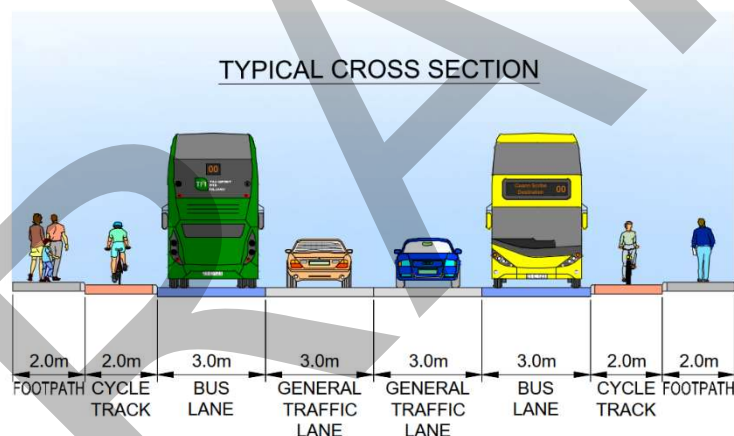 TYPICAL CROSS SECTION
00
TFI
00
2.0m
2.0m
3.0m
3.0m
3.0m
3.0m
2.0m
2.0m
FOOTPATH
CYCLE
TRACK
BUS
LANE
GENERAL
TRAFFIC
LANE
GENERAL
TRAFFIC
LANE
BUS
LANE
CYCLE
TRACK
FOOTPATH